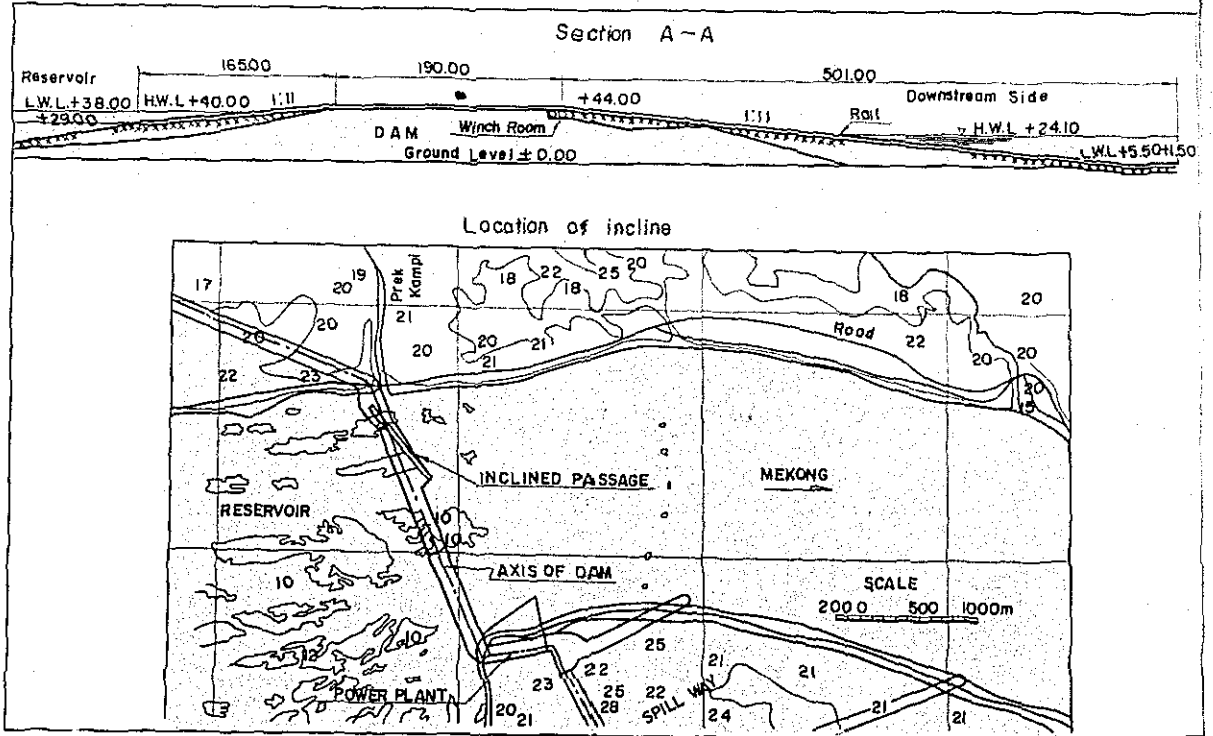 Section A~A
165.00 190.00 501.00
Reservoir
L.W.L.+38.00 H.W.L +40.00 1:11 +44.00 Downstream Side
+29.00 1:11 Rail
DAM Winch Room H.W.L +24.10
Ground Level ± 0.00 L.W.L+5.50+1.50
Location of incline
17 19 20 Prek Kampi 18 22 25 20
18 18 20
20 21 Road
20 20 20 21 21 20 22 20 20
22 23 20
15
INCLINED PASSAGE MEKONG
RESERVOIR
10
10
10 AXIS OF DAM SCALE
200 0 500 1000m
10
12 25
22 21 21
POWER PLANT 23 25 22
20 28 SPILL WAY 24 21 21
21